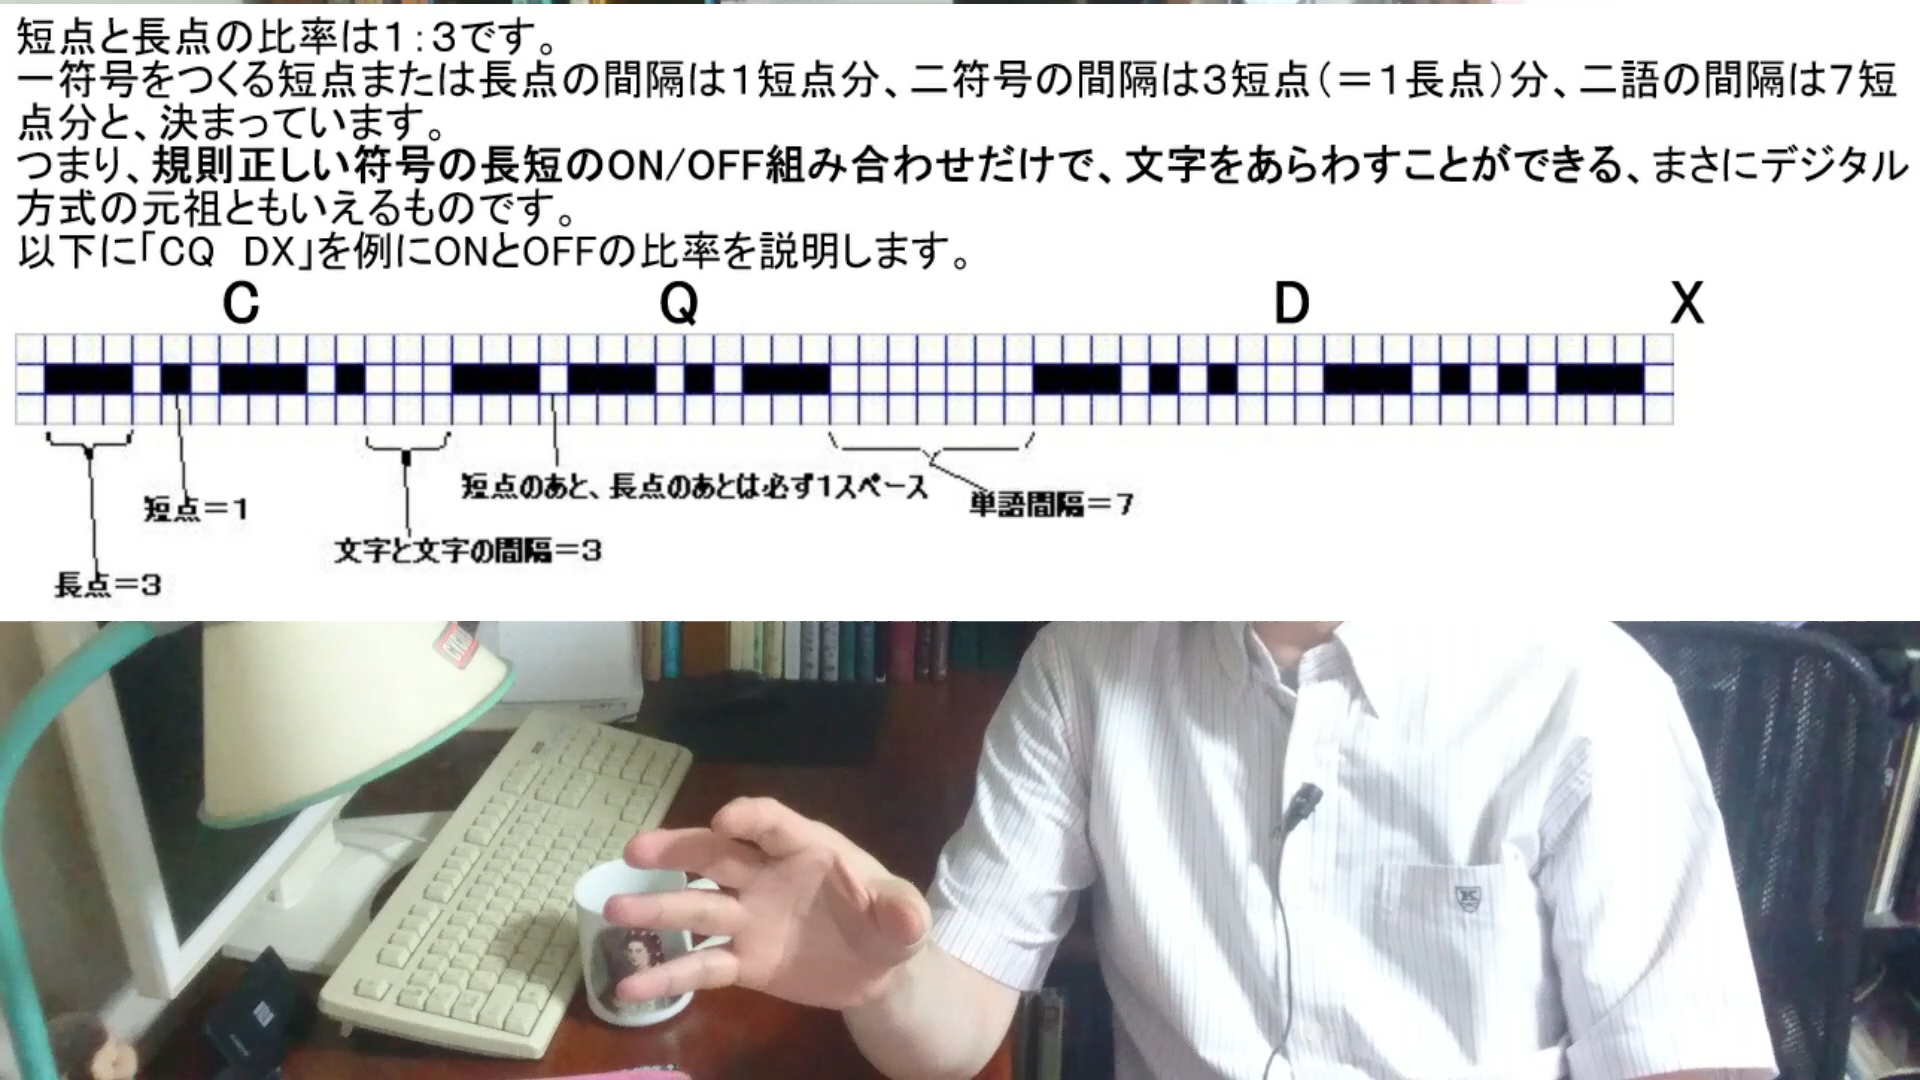 短点と長点の比率は1:3です。
一符号をつくる短点または長点の間隔は1短点分、二符号の間隔は3短点(=1長点)分、二語の間隔は7短
点分と、決まっています。
つまり、規則正しい符号の長短のON/OFF組み合わせだけで、文字をあらわすことができる、まさにデジタル
方式の元祖ともいえるものです。
以下に「CQ　DX」を例にONとOFFの比率を説明します。
C Q D X
短点のあと、長点のあとは必ず1スペース
短点=1
単語間隔=7
文字と文字の間隔=3
長点=3